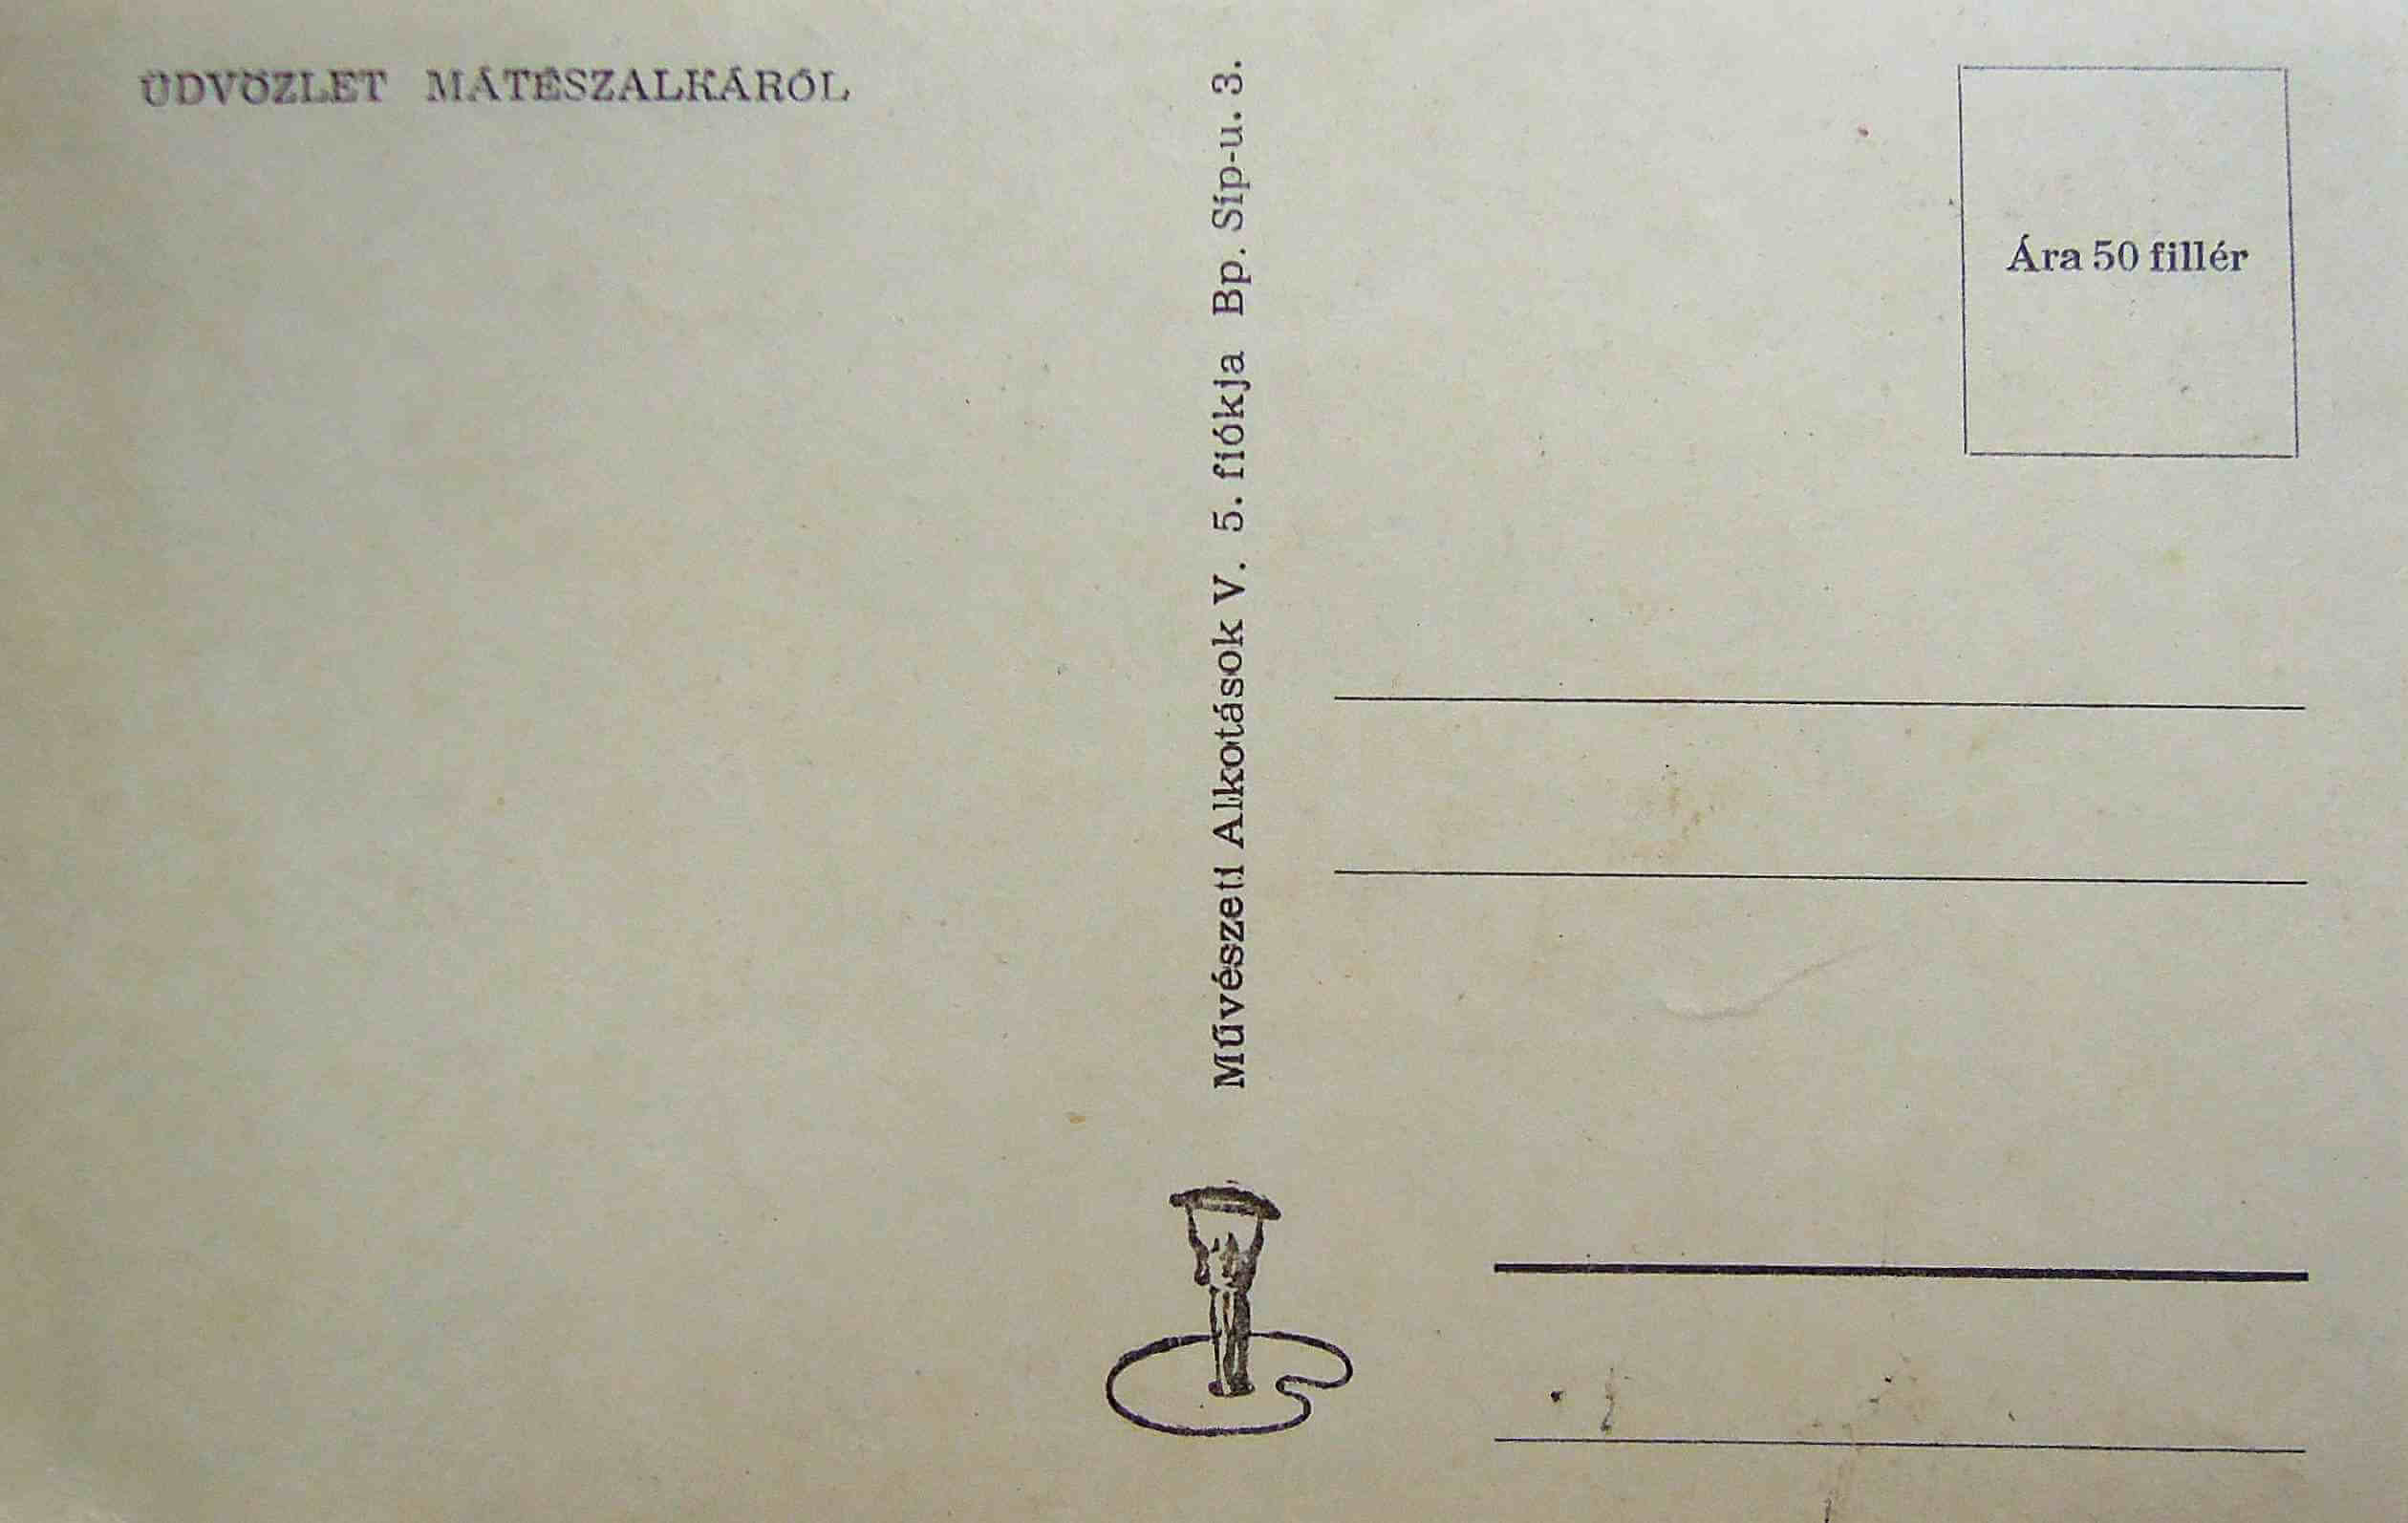 ÜDVÖZLET MÁTÉSZALKÁRÓL
Művészeti Alkotások V. 5. fiókja Bp. Síp-u. 3.
Ára 50 fillér